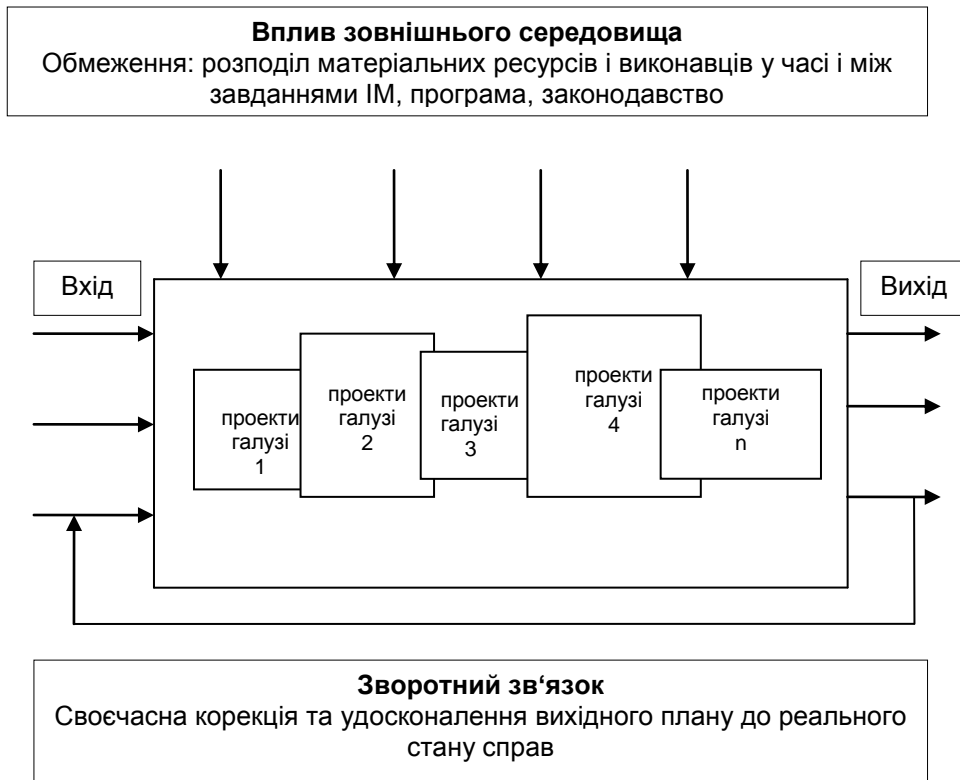 Вплив зовнішнього середовища
Обмеження: розподіл матеріальних ресурсів і виконавців у часі і між
завданнями ІМ, програма, законодавство
Вхід
Вихід
проекти
галузі
1
проекти
галузі
2
проекти
галузі
3
проекти
галузі
4
проекти
галузі
n
Зворотний зв‘язок
Своєчасна корекція та удосконалення вихідного плану до реального
стану справ